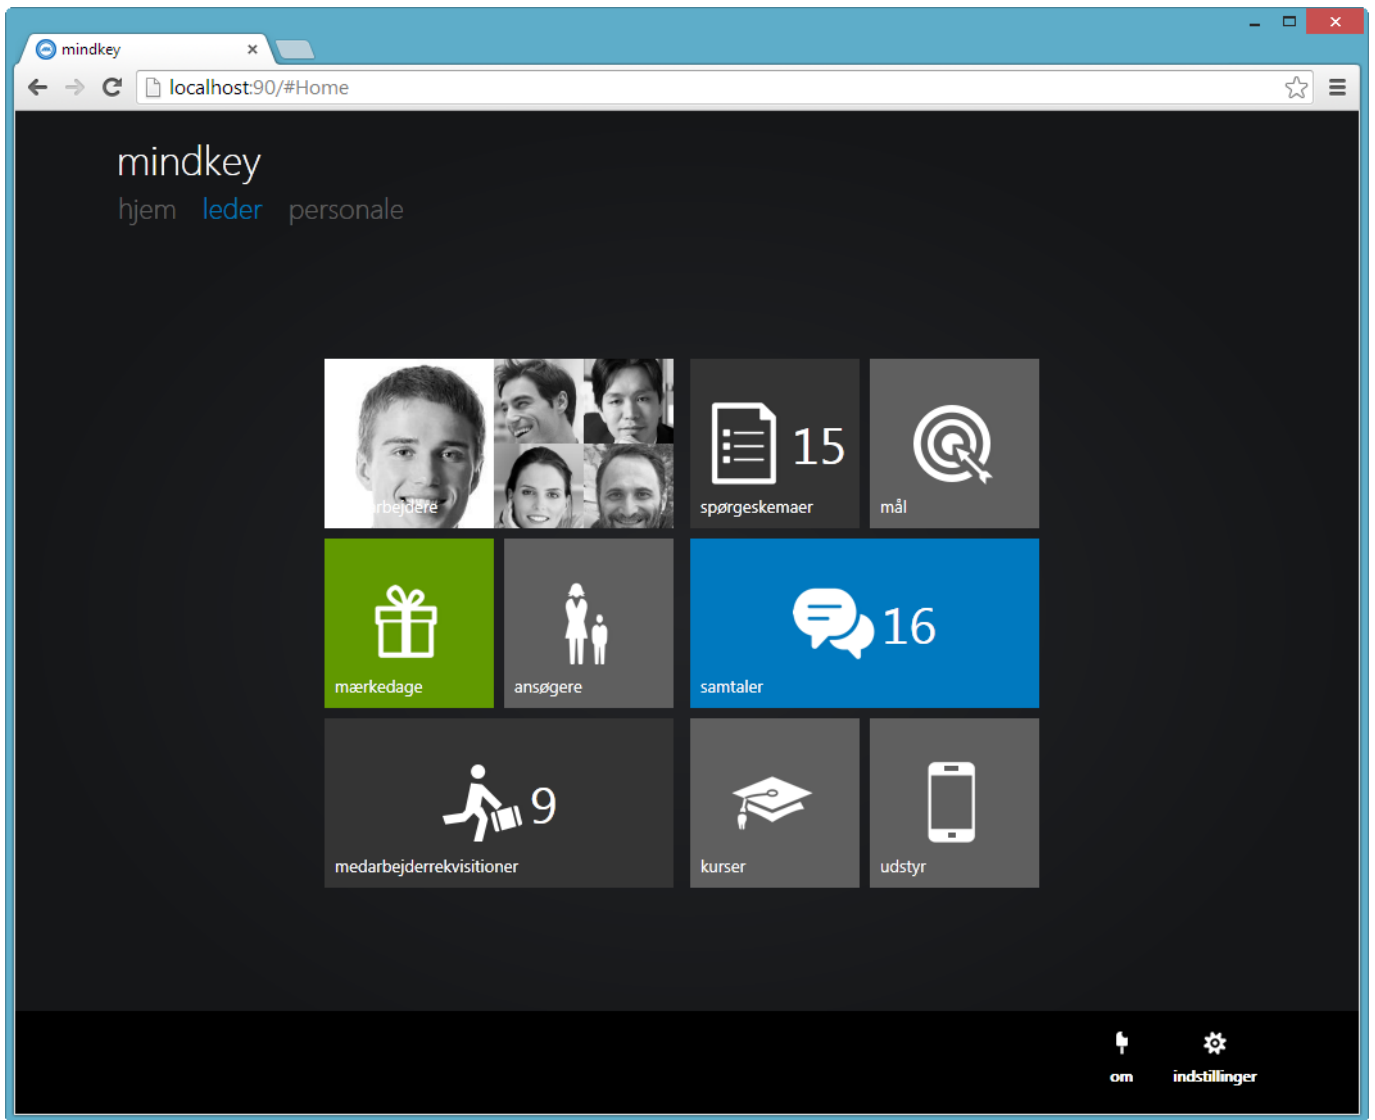 mindkey
localhost:90/#Home
mindkey
hjem leder personale
arbejdere
15
spørgeskemaer
mål
mærkedage
ansøgere
16
samtaler
9
medarbejderrekvisitioner
kurser
udstyr
om
indstillinger